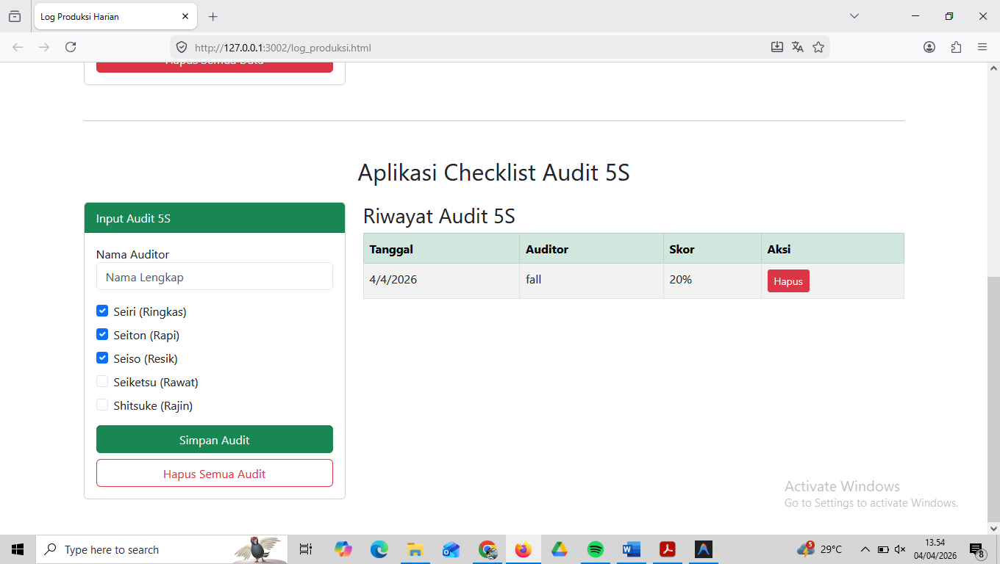 Log Produksi Harian
http://127.0.0.1:3002/log_produksi.html
Hapus Semua Data
Aplikasi Checklist Audit 5S
Input Audit 5S
Nama Auditor
Nama Lengkap
Seiri (Ringkas)
Seiton (Rapi)
Seiso (Resik)
Seiketsu (Rawat)
Shitsuke (Rajin)
Simpan Audit
Hapus Semua Audit
Riwayat Audit 5S
Tanggal Auditor Skor Aksi
4/4/2026 fall 20% Hapus
Activate Windows
Go to Settings to activate Windows.
Type here to search
5
29°C
13.54
04/04/2026
8